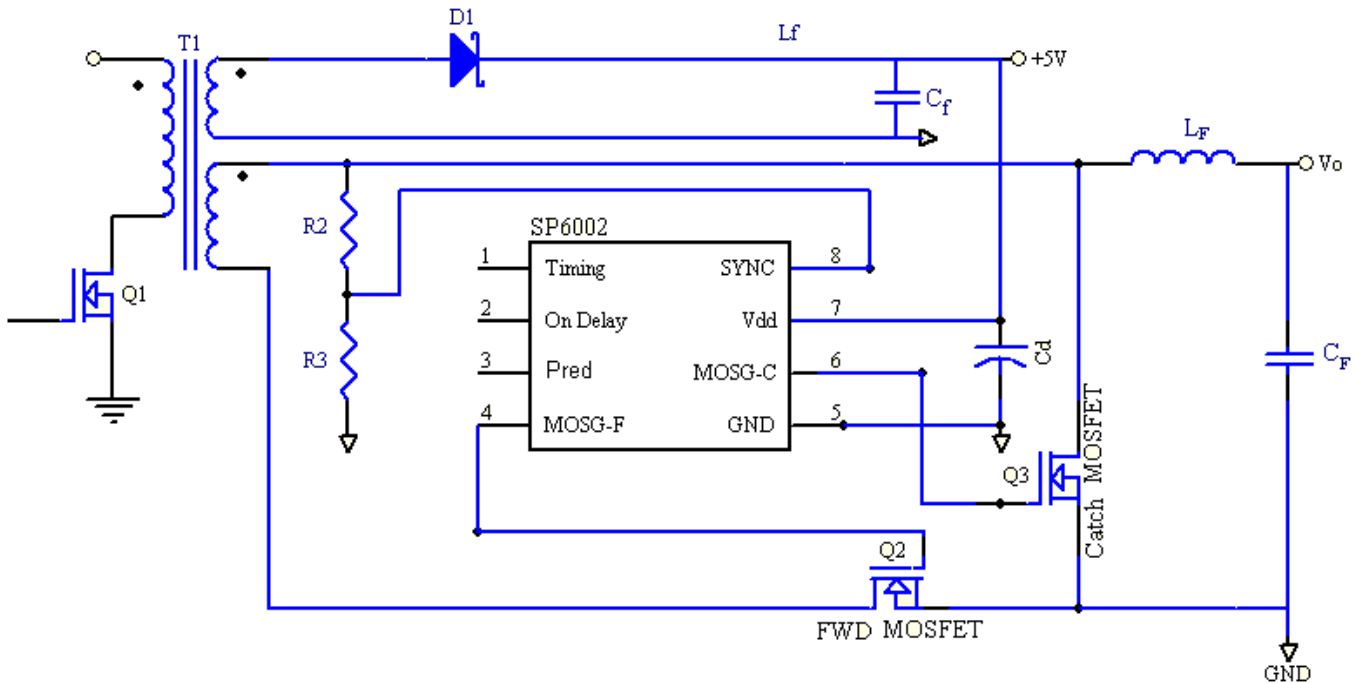 D1
Lf
T1
+5V
Cf
LF
Vo
R2
SP6002
1
Timing
SYNC
8
Q1
2
On Delay
Vdd
7
R3
3
Pred
MOSG-C
6
Cd
CF
4
MOSG-F
GND
5
Q3
Catch MOSFET
Q2
FWD MOSFET
GND